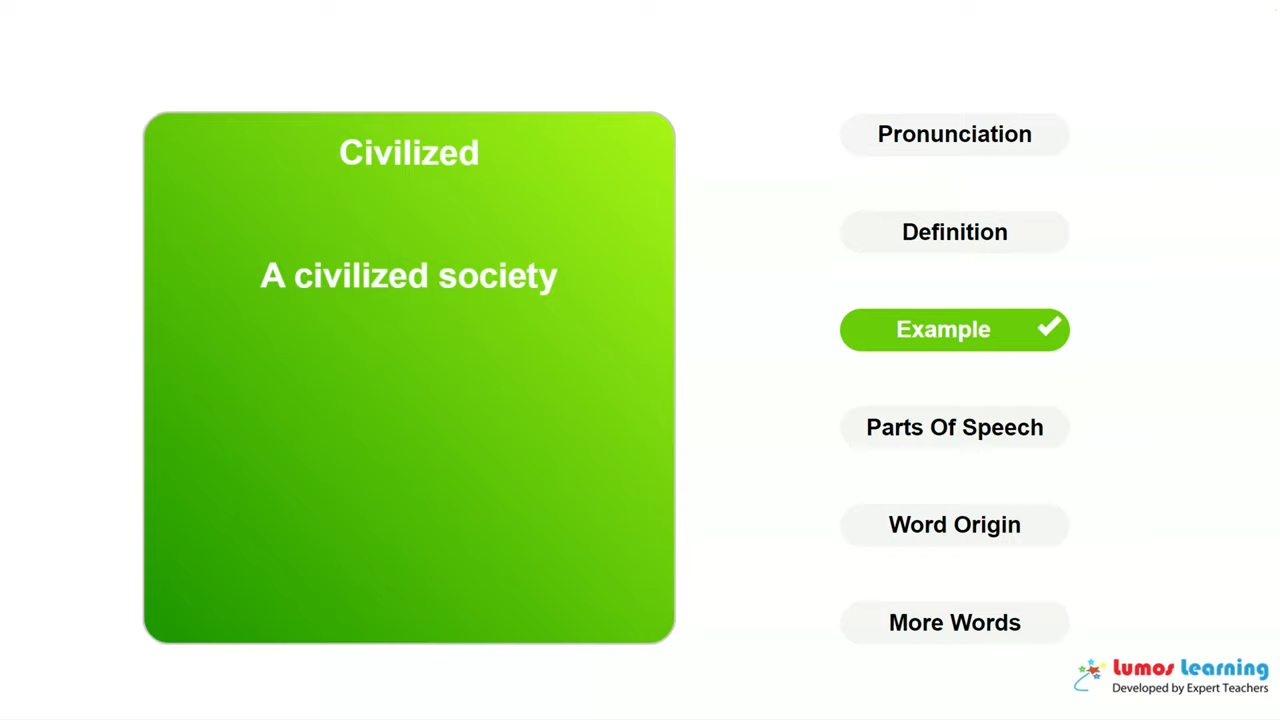 Civilized
A civilized society
Pronunciation
Definition
Example
Parts Of Speech
Word Origin
More Words
Lumos Learning
Developed by Expert Teachers